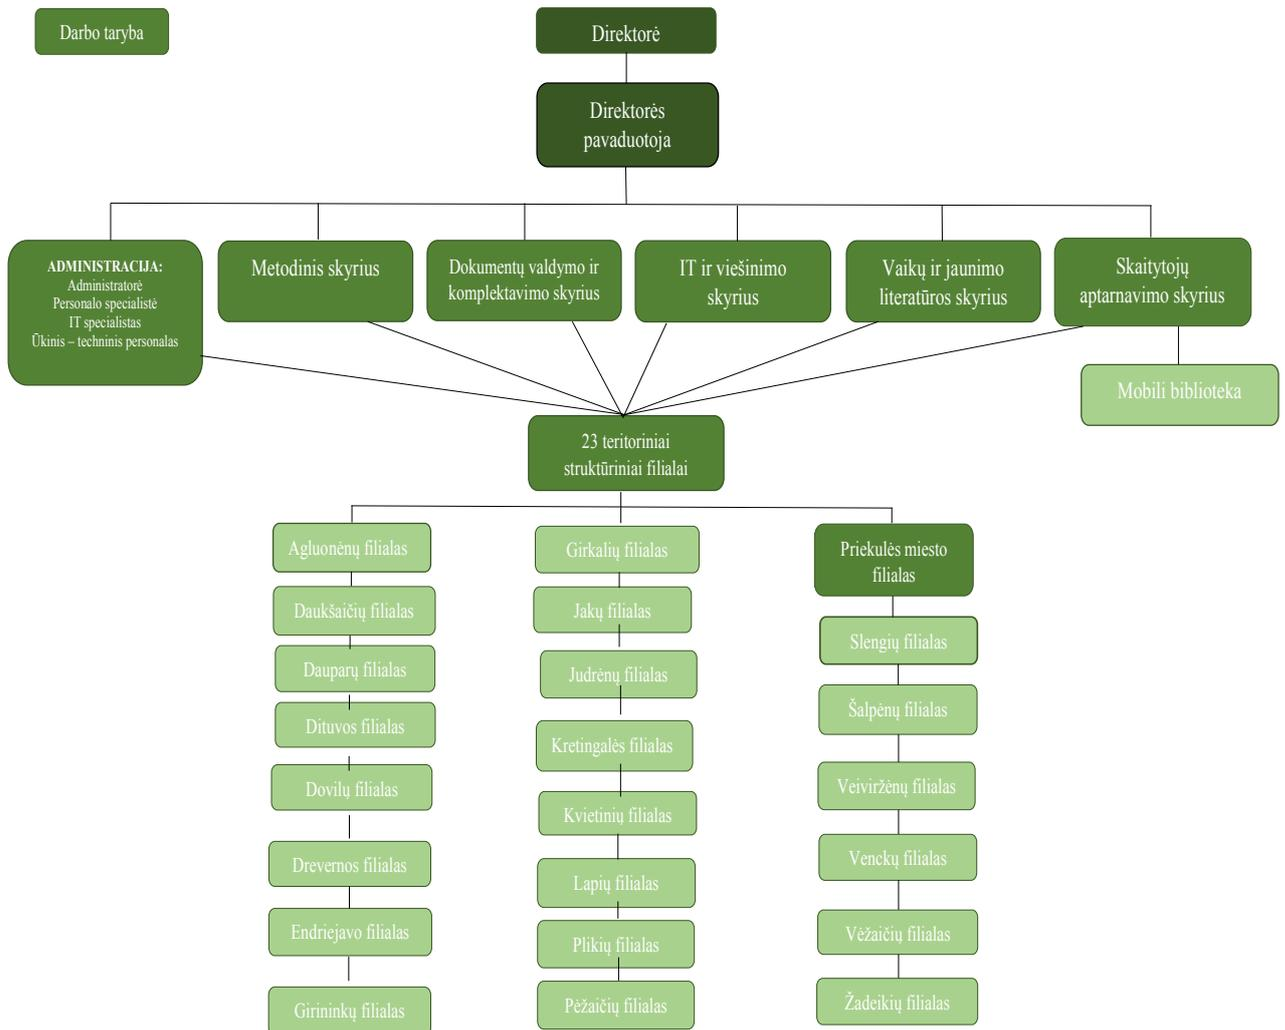 Darbo taryba
Direktorė
Direktorės
pavaduotoja
ADMINISTRACIJA:
Administratorė
Personalo specialistė
IT specialistas
Ūkinis – techninis personalas
Metodinis skyrius
Dokumentų valdymo ir
komplektavimo skyrius
IT ir viešinimo
skyrius
Vaikų ir jaunimo
literatūros skyrius
Skaitytojų
aptarnavimo skyrius
Mobili biblioteka
23 teritoriniai
struktūriniai filialai
Agluonėnų filialas
Daukšaičių filialas
Dauparų filialas
Dituvos filialas
Dovilų filialas
Drevernos filialas
Endriejavo filialas
Girininkų filialas
Girkalių filialas
Jakų filialas
Judrėnų filialas
Kretingalės filialas
Kvietinių filialas
Lapių filialas
Plikių filialas
Pėžaičių filialas
Priekulės miesto
filialas
Slengių filialas
Šalpėnų filialas
Veiviržėnų filialas
Venckų filialas
Vėžaičių filialas
Žadeikių filialas